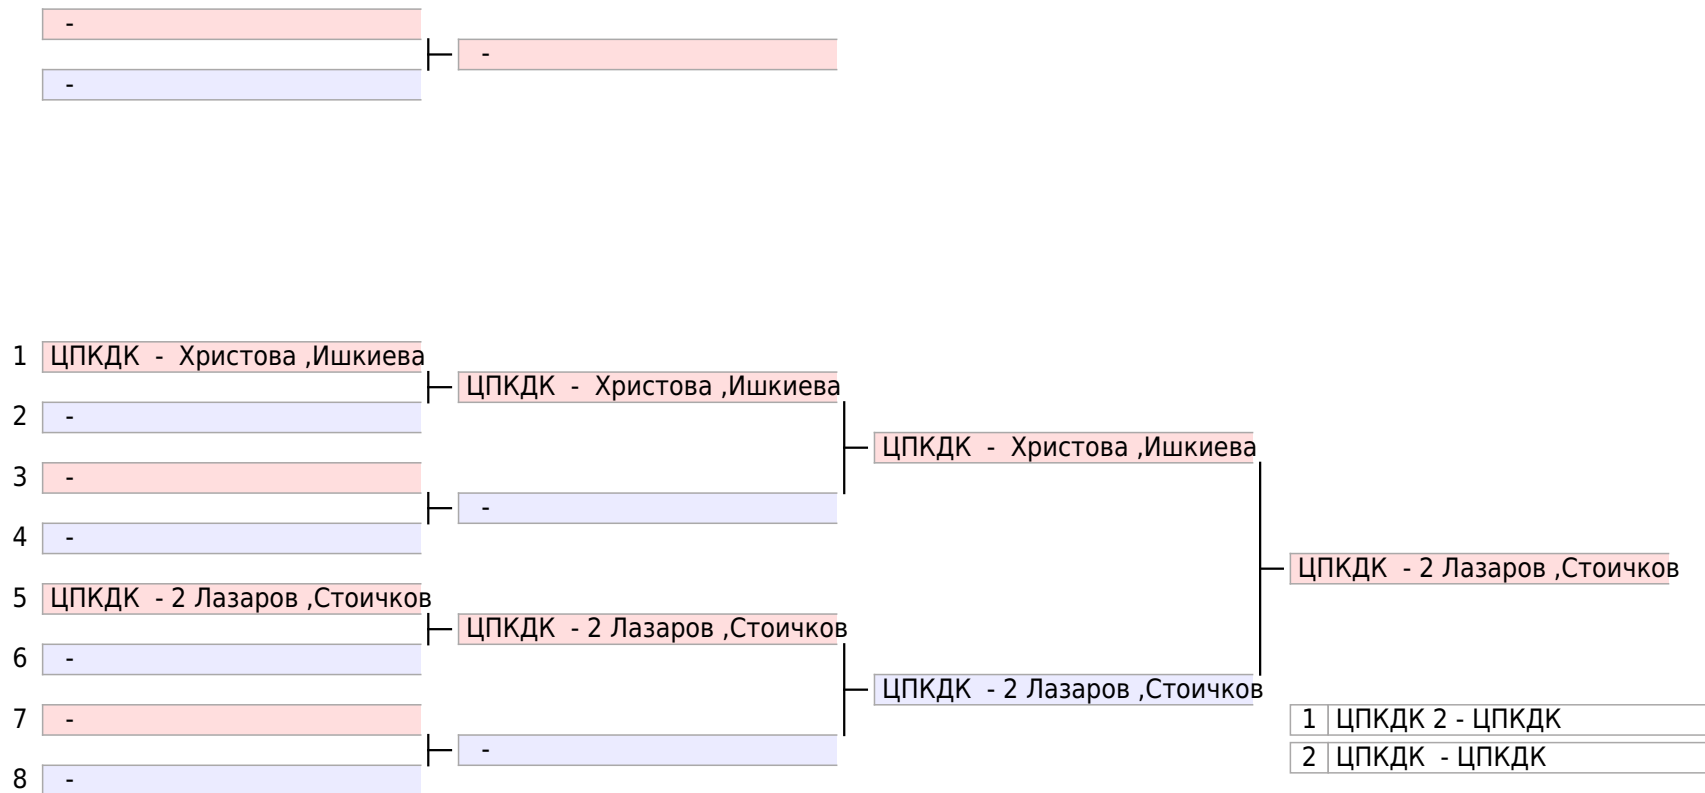 -
-
-
1 ЦПКДК - Христова ,Ишкиева
ЦПКДК - Христова ,Ишкиева
2 -
ЦПКДК - Христова ,Ишкиева
3 -
-
4 -
ЦПКДК - 2 Лазаров ,Стоичков
5 ЦПКДК - 2 Лазаров ,Стоичков
ЦПКДК - 2 Лазаров ,Стоичков
6 -
ЦПКДК - 2 Лазаров ,Стоичков
7 -
1 ЦПКДК 2 - ЦПКДК
-
2 ЦПКДК - ЦПКДК
8 -